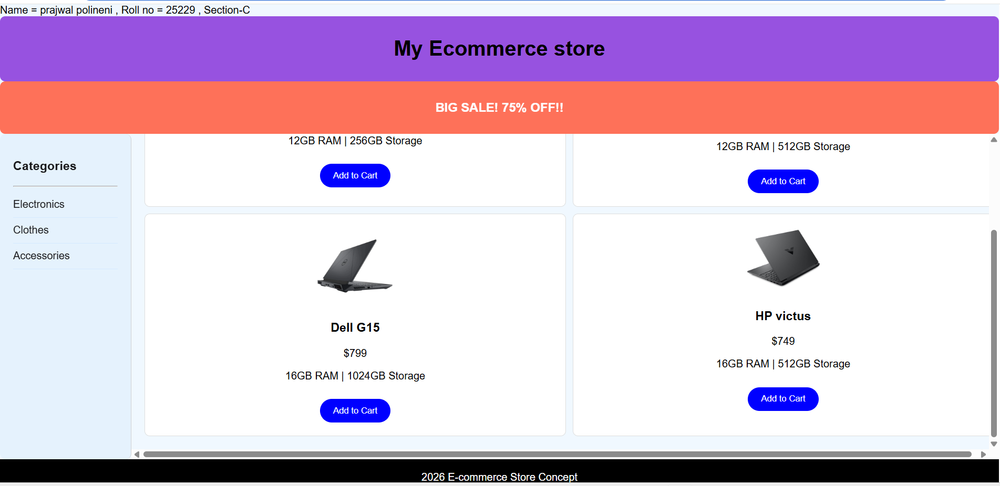 Name = prajwal polineni , Roll no = 25229 , Section-C
My Ecommerce store
BIG SALE! 75% OFF!!
Categories
Electronics
Clothes
Accessories
12GB RAM | 256GB Storage
Add to Cart
12GB RAM | 512GB Storage
Add to Cart
Dell G15
$799
16GB RAM | 1024GB Storage
Add to Cart
HP victus
$749
16GB RAM | 512GB Storage
Add to Cart
2026 E-commerce Store Concept